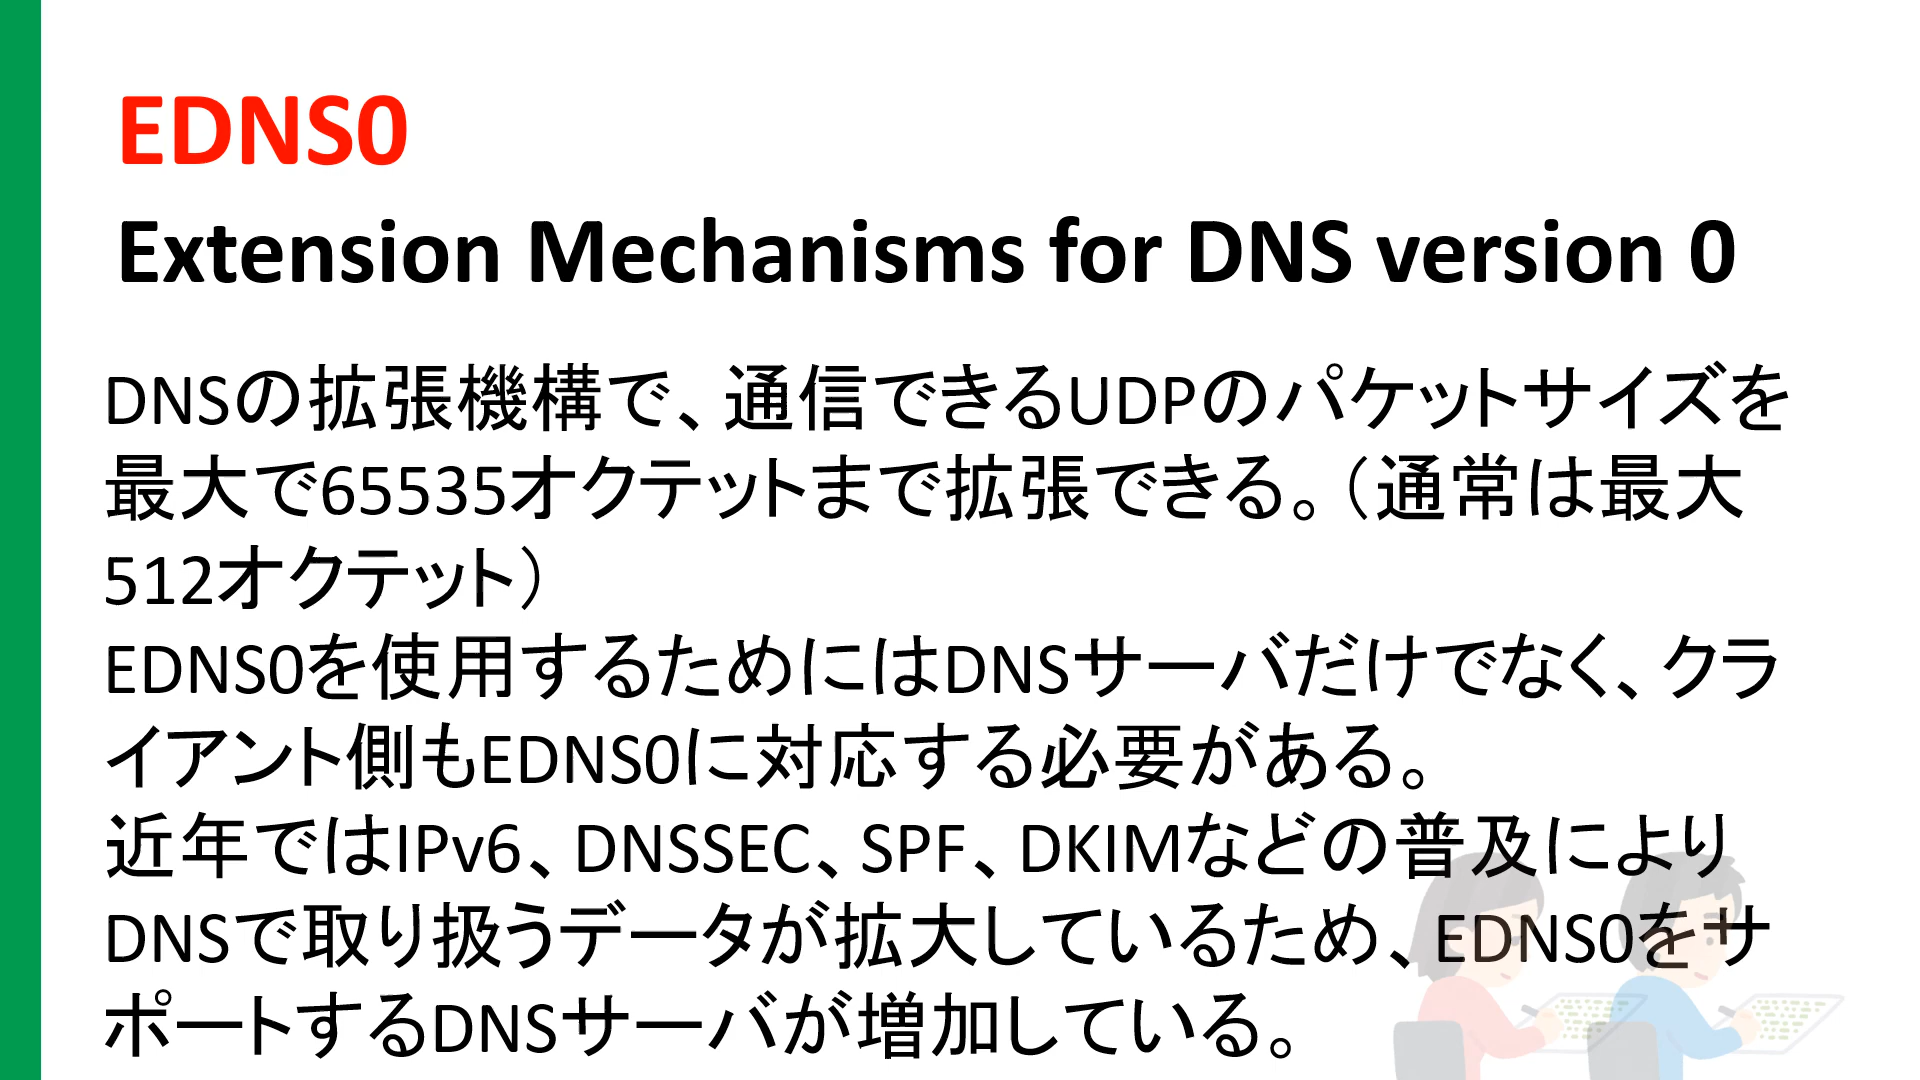 EDNS0
Extension Mechanisms for DNS version 0
DNSの拡張機構で、通信できるUDPのパケットサイズを
最大で65535オクテットまで拡張できる。（通常は最大
512オクテット）
EDNS0を使用するためにはDNSサーバだけでなく、クラ
イアント側もEDNS0に対応する必要がある。
近年ではIPv6、DNSSEC、SPF、DKIMなどの普及により
DNSで取り扱うデータが拡大しているため、EDNS0をサ
ポートするDNSサーバが増加している。